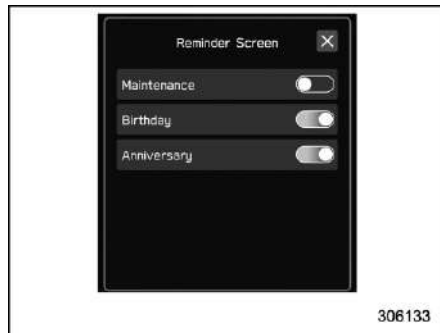 Reminder Screen
Maintenance
Birthday
Anniversary
306133